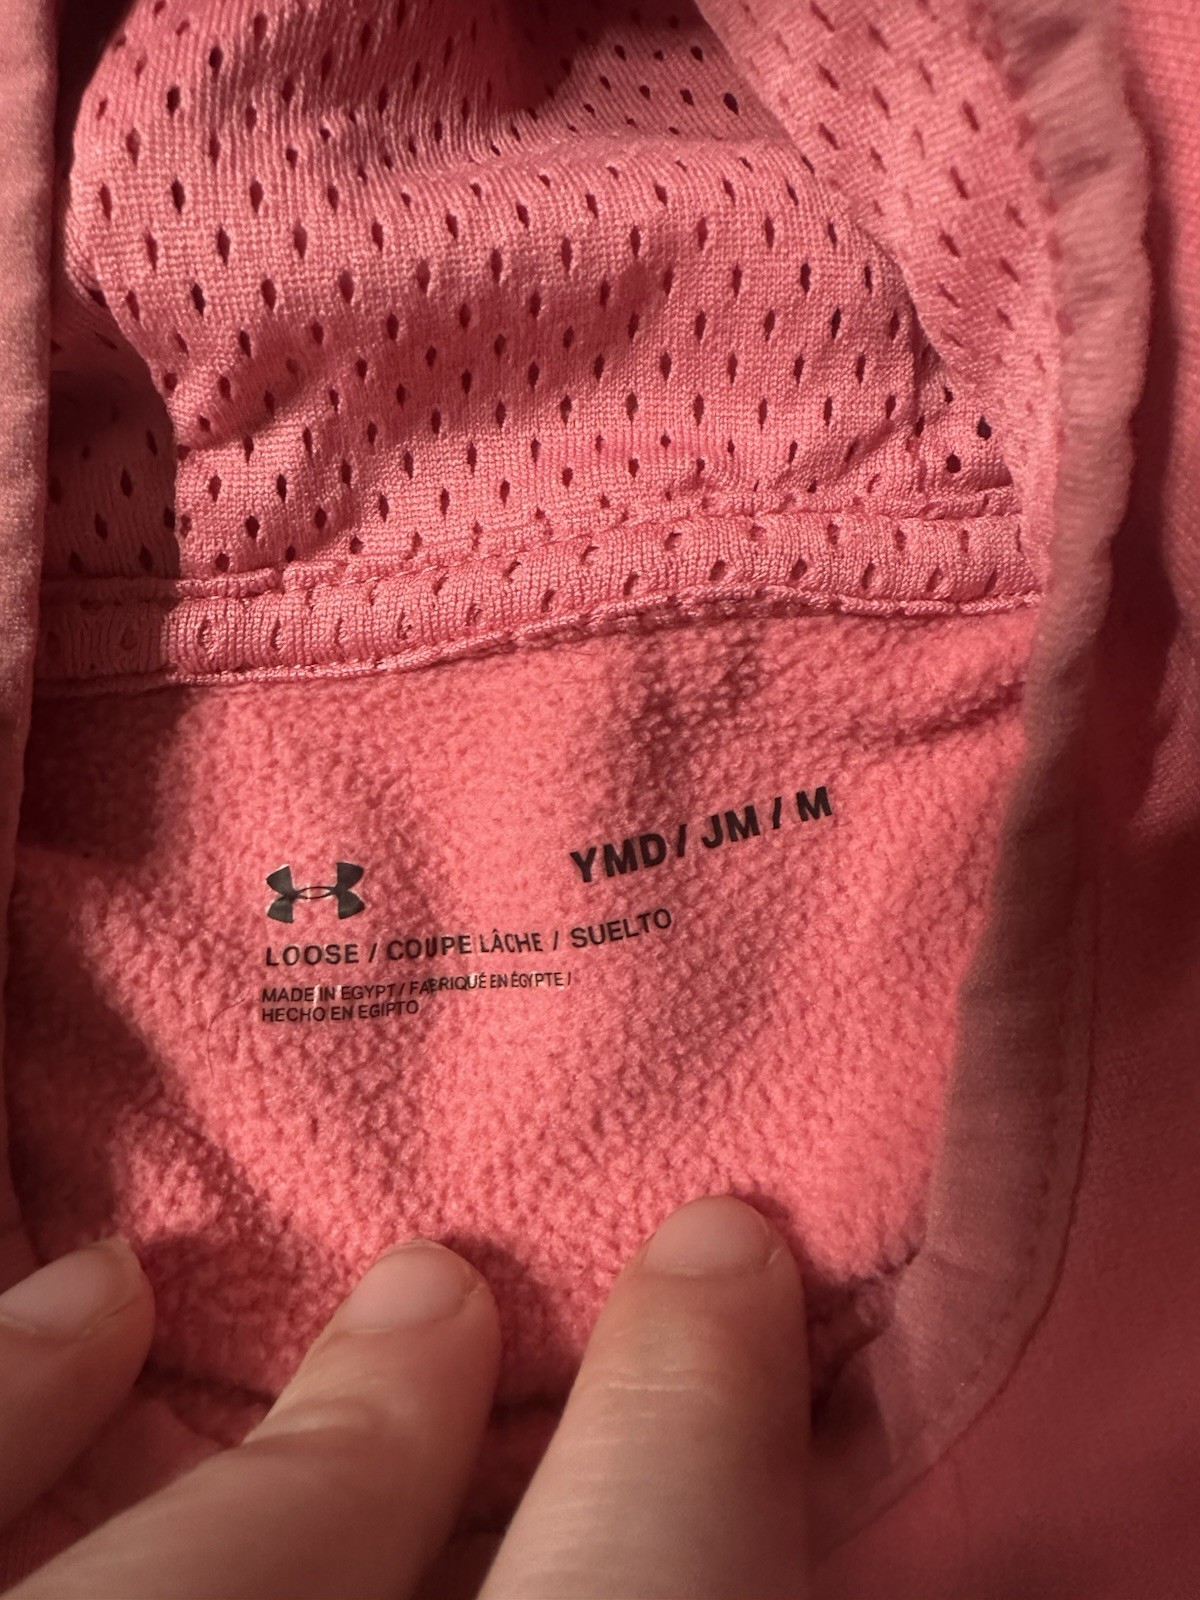 YMD / JM / M
LOOSE / COUPE LÂCHE / SUELTO
MADE IN EGYPT / FABRIQUÉ EN ÉGYPTE /
HECHO EN EGIPTO